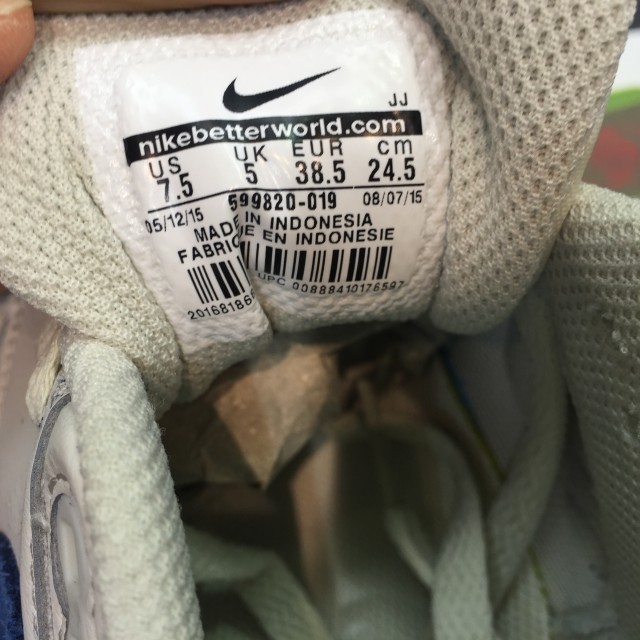 JJ
nikebetterworld.com
US UK EUR cm
7.5 5 38.5 24.5
599820-019
05/12/15 08/07/15
MADE IN INDONESIA
FABRIQUE EN INDONESIE
UPC 00888410176587